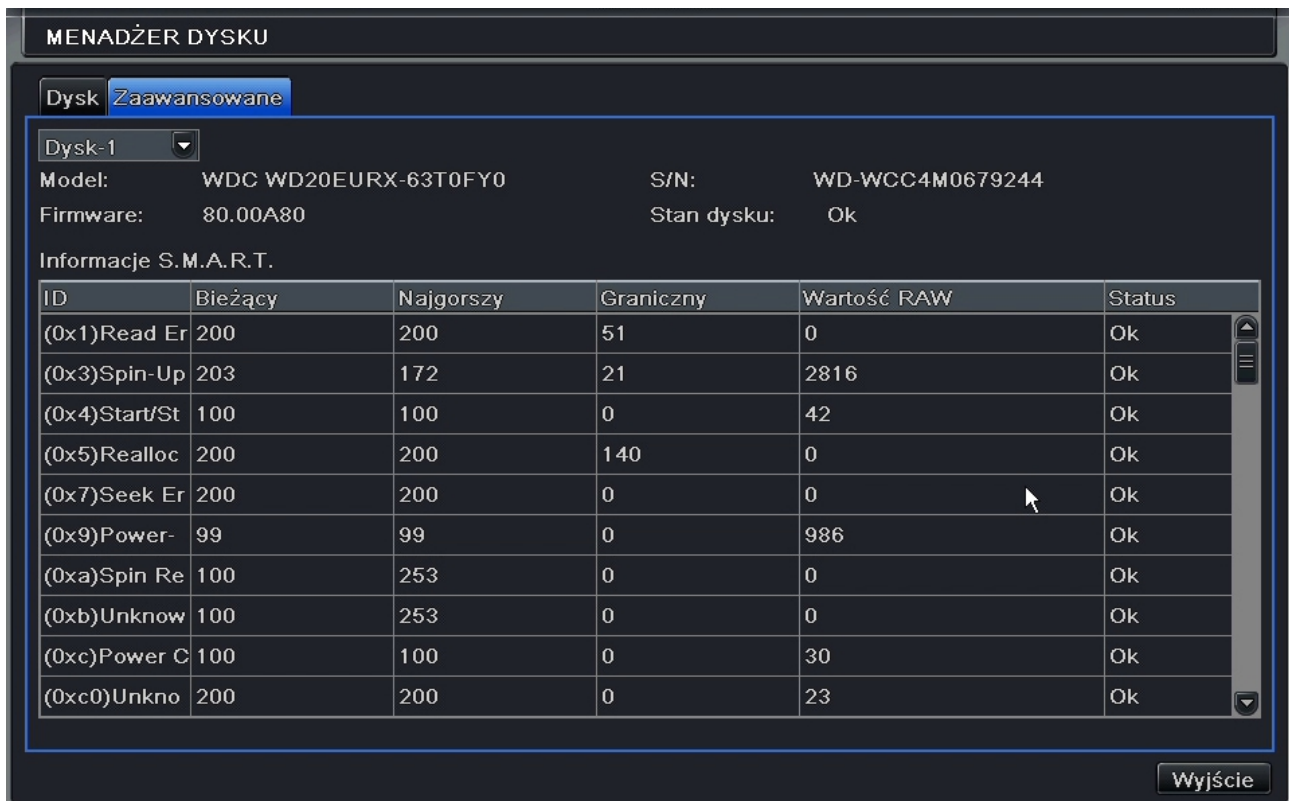 MENADŻER DYSKU
Dysk Zaawansowane
Dysk-1
Model: WDC WD20EURX-63T0FY0 S/N: WD-WCC4M0679244
Firmware: 80.00A80 Stan dysku: Ok
Informacje S.M.A.R.T.
ID Bieżący Najgorszy Graniczny Wartość RAW Status
(0x1)Read Er 200 200 51 0 Ok
(0x3)Spin-Up 203 172 21 2816 Ok
(0x4)Start/St 100 100 0 42 Ok
(0x5)Realloc 200 200 140 0 Ok
(0x7)Seek Er 200 200 0 0 Ok
(0x9)Power- 99 99 0 986 Ok
(0xa)Spin Re 100 253 0 0 Ok
(0xb)Unknow 100 253 0 0 Ok
(0xc)Power C 100 100 0 30 Ok
(0xc0)Unkno 200 200 0 23 Ok
Wyjście